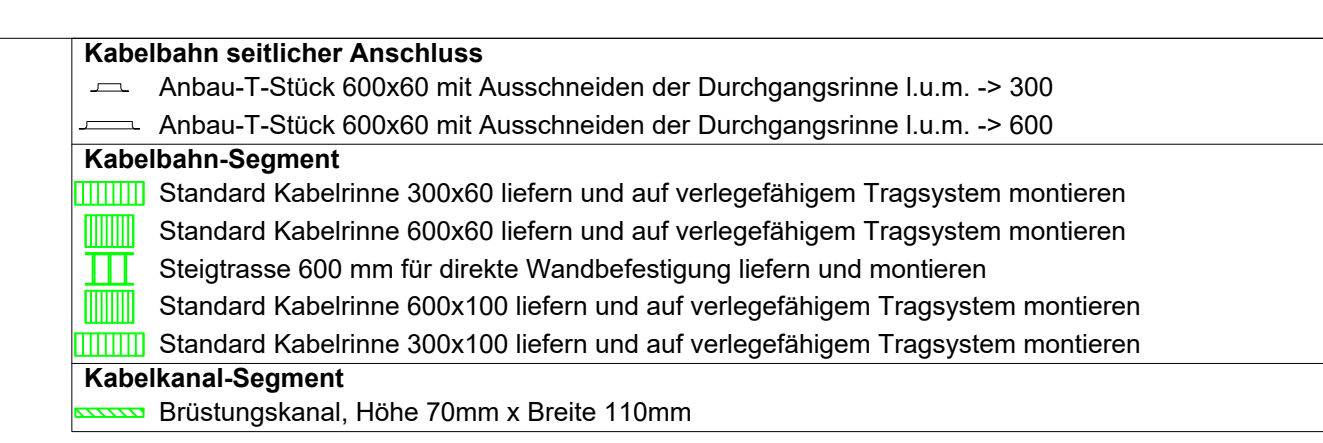 Kabelbahn seitlicher Anschluss
Anbau-T-Stück 600x60 mit Ausschneiden der Durchgangsrinne l.u.m. -> 300
Anbau-T-Stück 600x60 mit Ausschneiden der Durchgangsrinne l.u.m. -> 600
Kabelbahn-Segment
Standard Kabelrinne 300x60 liefern und auf verlegefähigem Tragsystem montieren
Standard Kabelrinne 600x60 liefern und auf verlegefähigem Tragsystem montieren
Steigtrasse 600 mm für direkte Wandbefestigung liefern und montieren
Standard Kabelrinne 600x100 liefern und auf verlegefähigem Tragsystem montieren
Standard Kabelrinne 300x100 liefern und auf verlegefähigem Tragsystem montieren
Kabelkanal-Segment
Brüstungskanal, Höhe 70mm x Breite 110mm